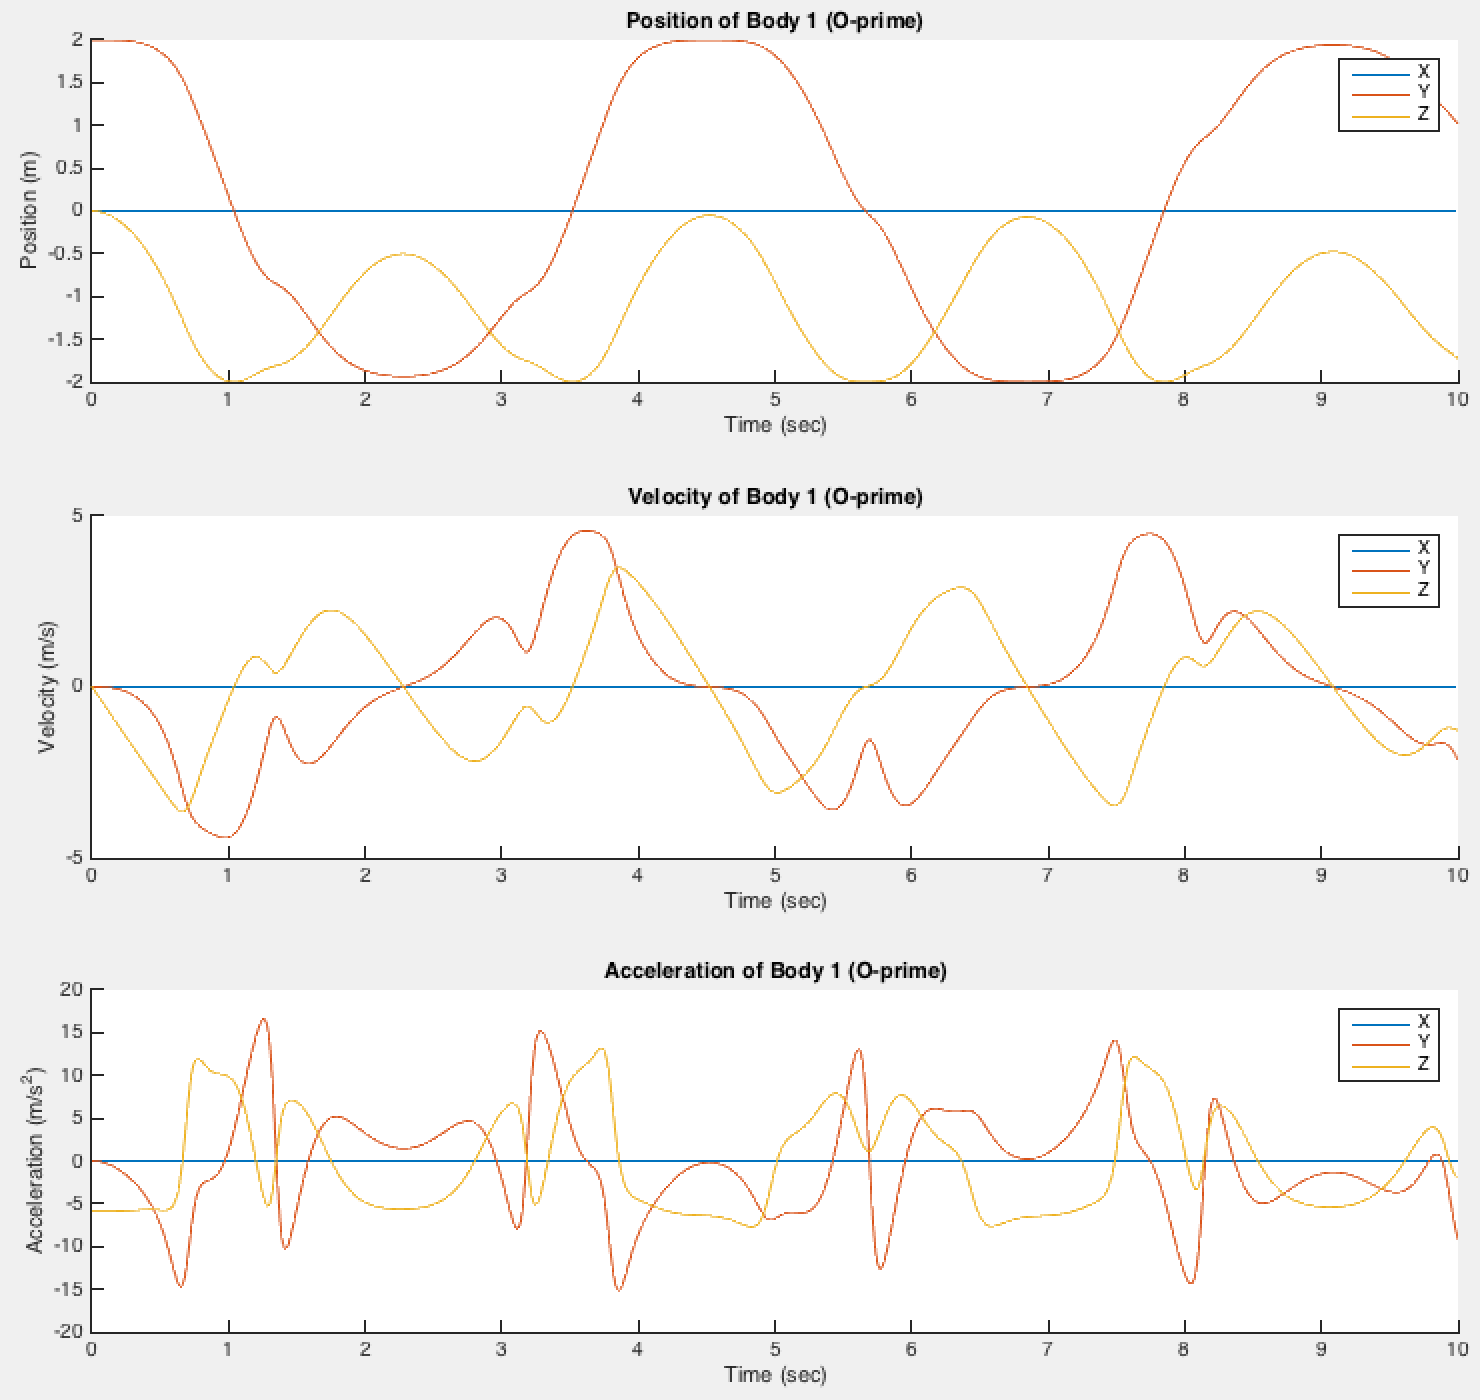 Position of Body 1 (O-prime)
2
1.5
1
0.5
0
-0.5
-1
-1.5
-2
Position (m)
X
Y
Z
0 1 2 3 4 5 6 7 8 9 10
Time (sec)
Velocity of Body 1 (O-prime)
5
0
-5
Velocity (m/s)
X
Y
Z
0 1 2 3 4 5 6 7 8 9 10
Time (sec)
Acceleration of Body 1 (O-prime)
20
15
10
5
0
-5
-10
-15
-20
Acceleration (m/s²)
X
Y
Z
0 1 2 3 4 5 6 7 8 9 10
Time (sec)